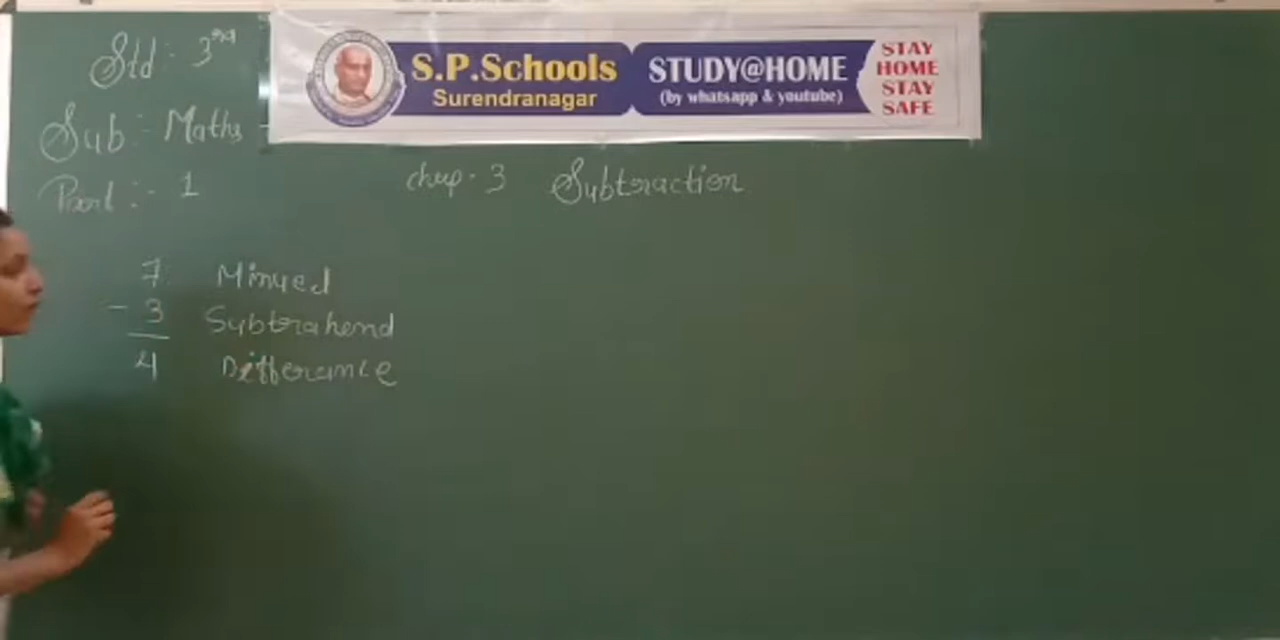 Std :- 3rd
Sub :- Maths
Part :- 1
S.P.Schools
Surendranagar
STUDY@HOME
(by whatsapp & youtube)
STAY
HOME
STAY
SAFE
chap - 3 Subtraction
7 Minued
- 3 Subtrahend
4 Differance